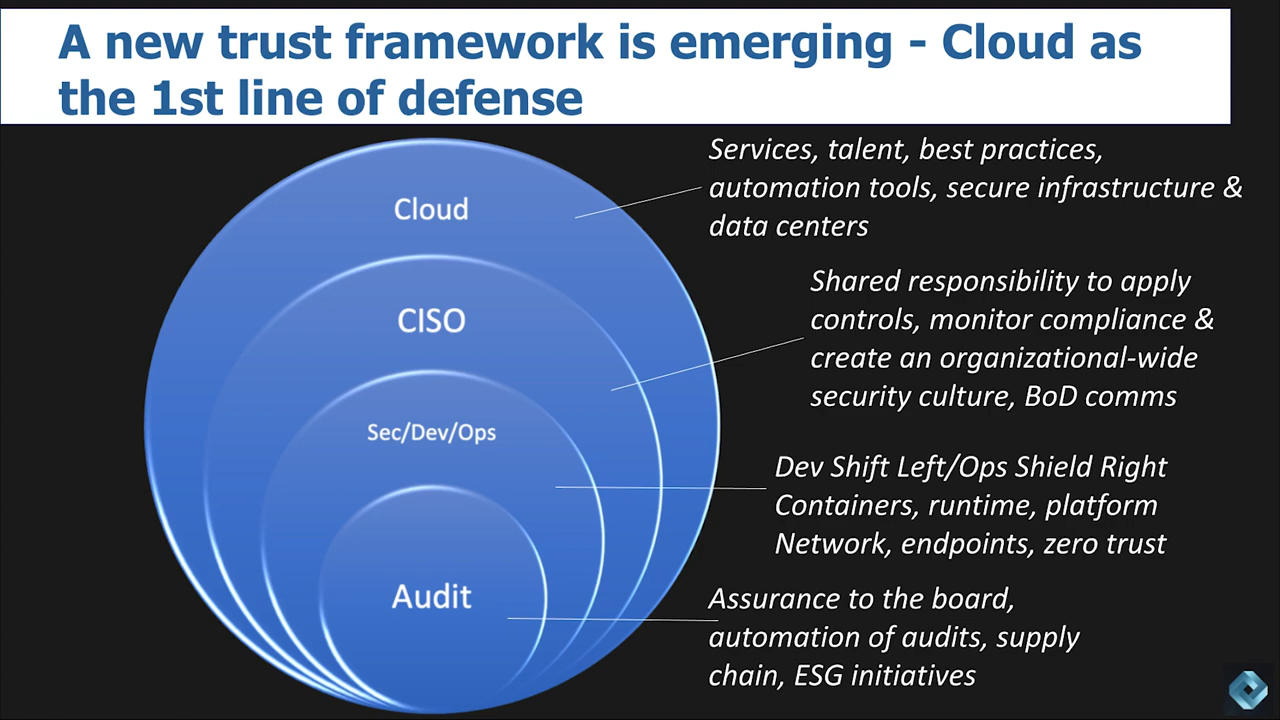 A new trust framework is emerging - Cloud as
the 1st line of defense
Cloud
Services, talent, best practices,
automation tools, secure infrastructure &
data centers
CISO
Shared responsibility to apply
controls, monitor compliance &
create an organizational-wide
security culture, BoD comms
Sec/Dev/Ops
Dev Shift Left/Ops Shield Right
Containers, runtime, platform
Network, endpoints, zero trust
Audit
Assurance to the board,
automation of audits, supply
chain, ESG initiatives